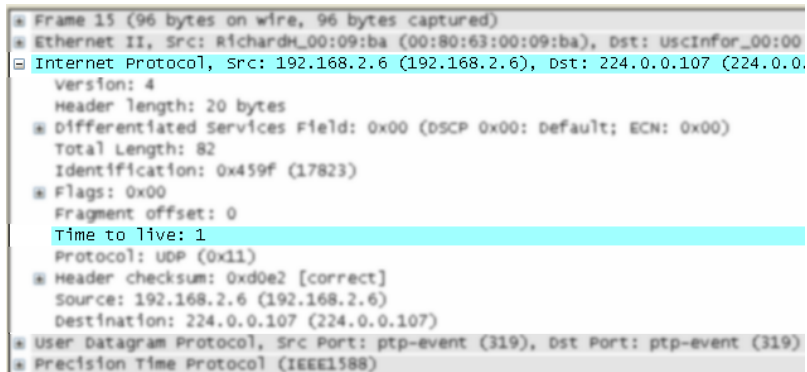 Frame 15 (96 bytes on wire, 96 bytes captured)
Ethernet II, Src: RichardH_00:09:ba (00:80:63:00:09:ba), Dst: UscInfor_00:00
Internet Protocol, Src: 192.168.2.6 (192.168.2.6), Dst: 224.0.0.107 (224.0.0.
Version: 4
Header length: 20 bytes
Differentiated Services Field: 0x00 (DSCP 0x00: Default; ECN: 0x00)
Total Length: 82
Identification: 0x459f (17823)
Flags: 0x00
Fragment offset: 0
Time to live: 1
Protocol: UDP (0x11)
Header checksum: 0xd0e2 [correct]
Source: 192.168.2.6 (192.168.2.6)
Destination: 224.0.0.107 (224.0.0.107)
User Datagram Protocol, Src Port: ptp-event (319), Dst Port: ptp-event (319)
Precision Time Protocol (IEEE1588)